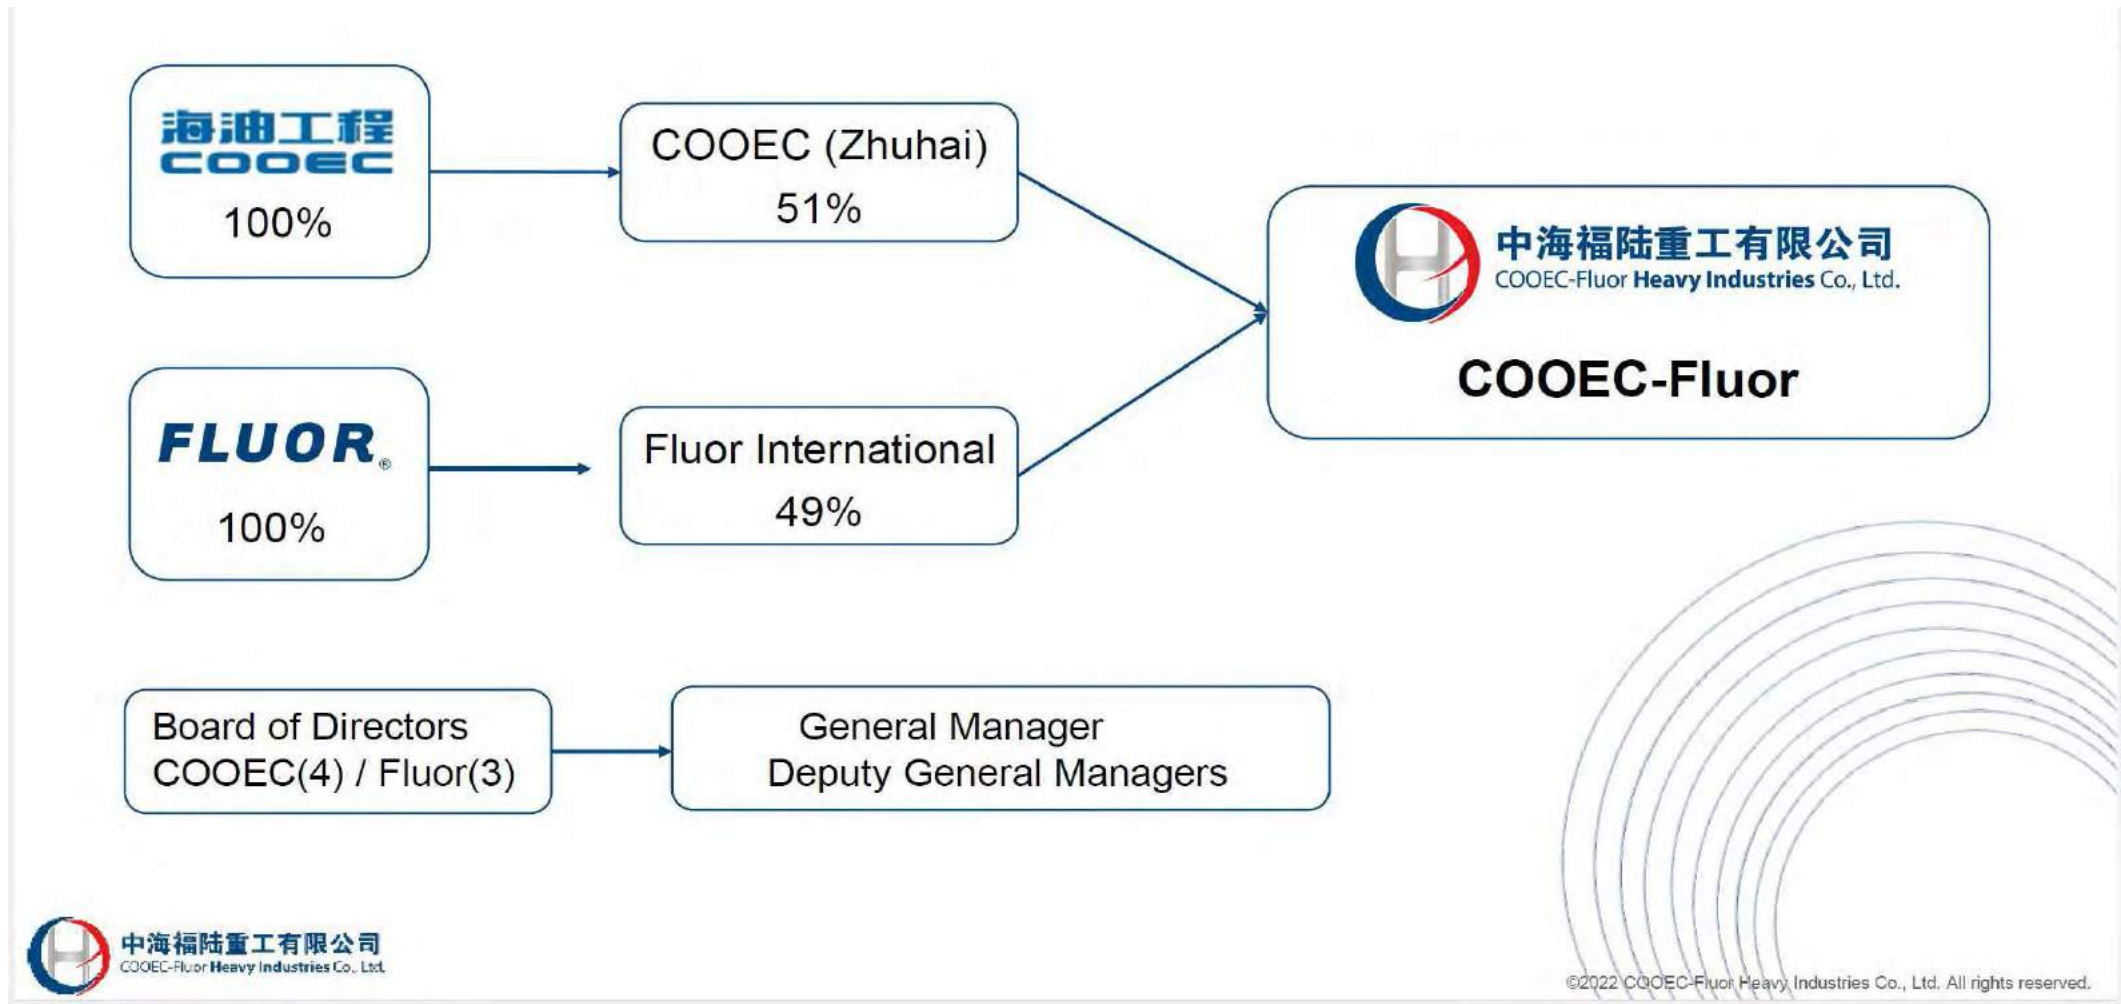 海油工程
COOEC
100%
COOEC (Zhuhai)
51%
中海福陆重工有限公司
COOEC-Fluor Heavy Industries Co., Ltd.
COOEC-Fluor
FLUOR®
100%
Fluor International
49%
Board of Directors
COOEC(4) / Fluor(3)
General Manager
Deputy General Managers
中海福陆重工有限公司
COOEC-Fluor Heavy Industries Co., Ltd.
©2022 COOEC-Fluor Heavy Industries Co., Ltd. All rights reserved.